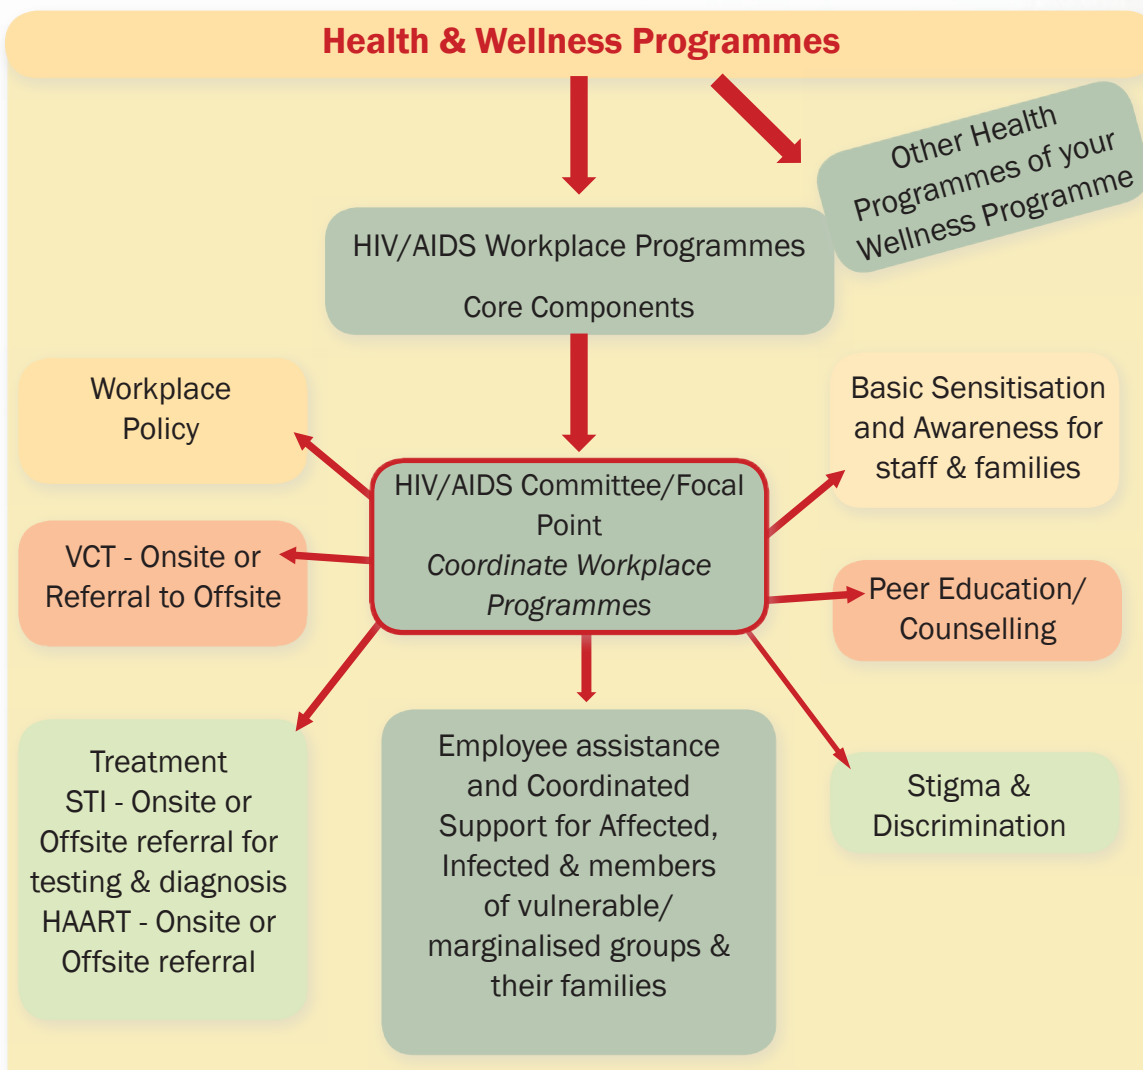 Health & Wellness Programmes
Other Health
Programmes of your
Wellness Programme
HIV/AIDS Workplace Programmes
Core Components
Workplace
Policy
VCT - Onsite or
Referral to Offsite
Treatment
STI - Onsite or
Offsite referral for
testing & diagnosis
HAART - Onsite or
Offsite referral
HIV/AIDS Committee/Focal
Point
Coordinate Workplace
Programmes
Employee assistance
and Coordinated
Support for Affected,
Infected & members
of vulnerable/
marginalised groups &
their families
Basic Sensitisation
and Awareness for
staff & families
Peer Education/
Counselling
Stigma &
Discrimination